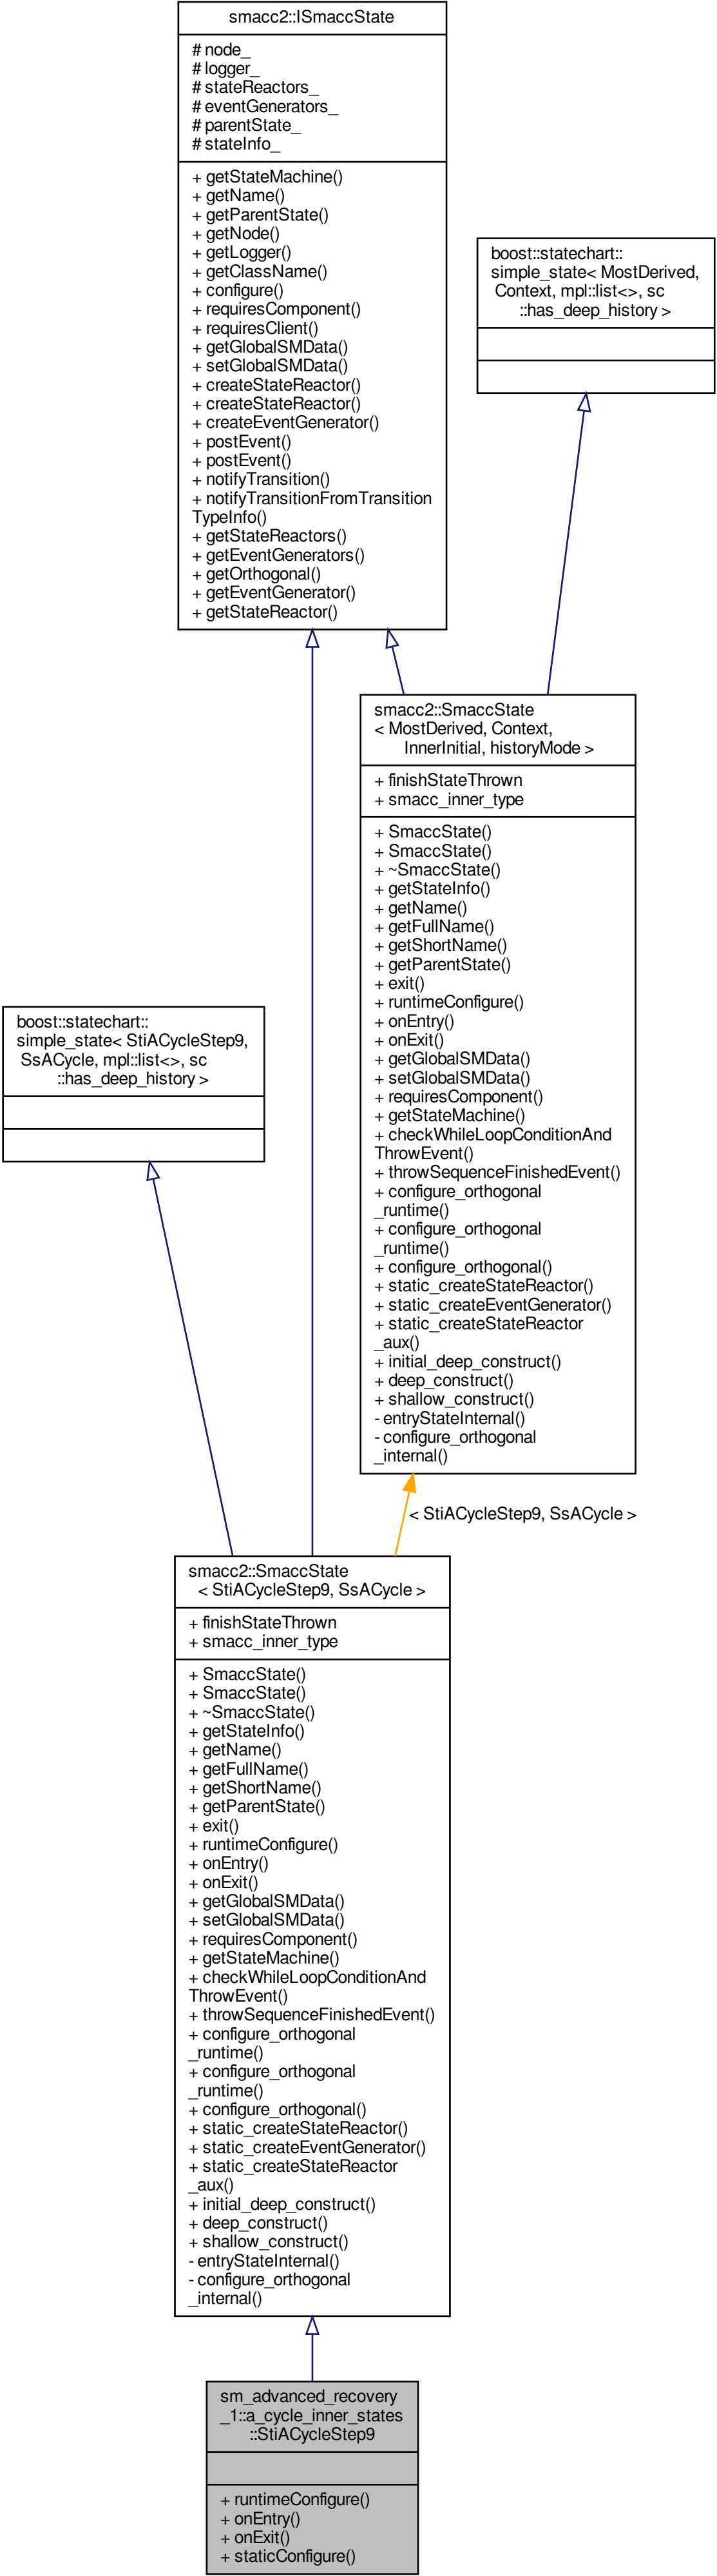 smacc2::ISmaccState
# node_
# logger_
# stateReactors_
# eventGenerators_
# parentState_
# stateInfo_
+ getStateMachine()
+ getName()
+ getParentState()
+ getNode()
+ getLogger()
+ getClassName()
+ configure()
+ requiresComponent()
+ requiresClient()
+ getGlobalSMData()
+ setGlobalSMData()
+ createStateReactor()
+ createStateReactor()
+ createEventGenerator()
+ postEvent()
+ postEvent()
+ notifyTransition()
+ notifyTransitionFromTransition
TypeInfo()
+ getStateReactors()
+ getEventGenerators()
+ getOrthogonal()
+ getEventGenerator()
+ getStateReactor()
boost::statechart::
simple_state< MostDerived,
Context, mpl::list<>, sc
::has_deep_history >
smacc2::SmaccState
< MostDerived, Context,
InnerInitial, historyMode >
+ finishStateThrown
+ smacc_inner_type
+ SmaccState()
+ SmaccState()
+ ~SmaccState()
+ getStateInfo()
+ getName()
+ getFullName()
+ getShortName()
+ getParentState()
+ exit()
+ runtimeConfigure()
+ onEntry()
+ onExit()
+ getGlobalSMData()
+ setGlobalSMData()
+ requiresComponent()
+ getStateMachine()
+ checkWhileLoopConditionAnd
ThrowEvent()
+ throwSequenceFinishedEvent()
+ configure_orthogonal
_runtime()
+ configure_orthogonal
_runtime()
+ configure_orthogonal()
+ static_createStateReactor()
+ static_createEventGenerator()
+ static_createStateReactor
_aux()
+ initial_deep_construct()
+ deep_construct()
+ shallow_construct()
- entryStateInternal()
- configure_orthogonal
_internal()
boost::statechart::
simple_state< StiACycleStep9,
SsACycle, mpl::list<>, sc
::has_deep_history >
< StiACycleStep9, SsACycle >
smacc2::SmaccState
< StiACycleStep9, SsACycle >
+ finishStateThrown
+ smacc_inner_type
+ SmaccState()
+ SmaccState()
+ ~SmaccState()
+ getStateInfo()
+ getName()
+ getFullName()
+ getShortName()
+ getParentState()
+ exit()
+ runtimeConfigure()
+ onEntry()
+ onExit()
+ getGlobalSMData()
+ setGlobalSMData()
+ requiresComponent()
+ getStateMachine()
+ checkWhileLoopConditionAnd
ThrowEvent()
+ throwSequenceFinishedEvent()
+ configure_orthogonal
_runtime()
+ configure_orthogonal
_runtime()
+ configure_orthogonal()
+ static_createStateReactor()
+ static_createEventGenerator()
+ static_createStateReactor
_aux()
+ initial_deep_construct()
+ deep_construct()
+ shallow_construct()
- entryStateInternal()
- configure_orthogonal
_internal()
sm_advanced_recovery
_1::a_cycle_inner_states
::StiACycleStep9
+ runtimeConfigure()
+ onEntry()
+ onExit()
+ staticConfigure()